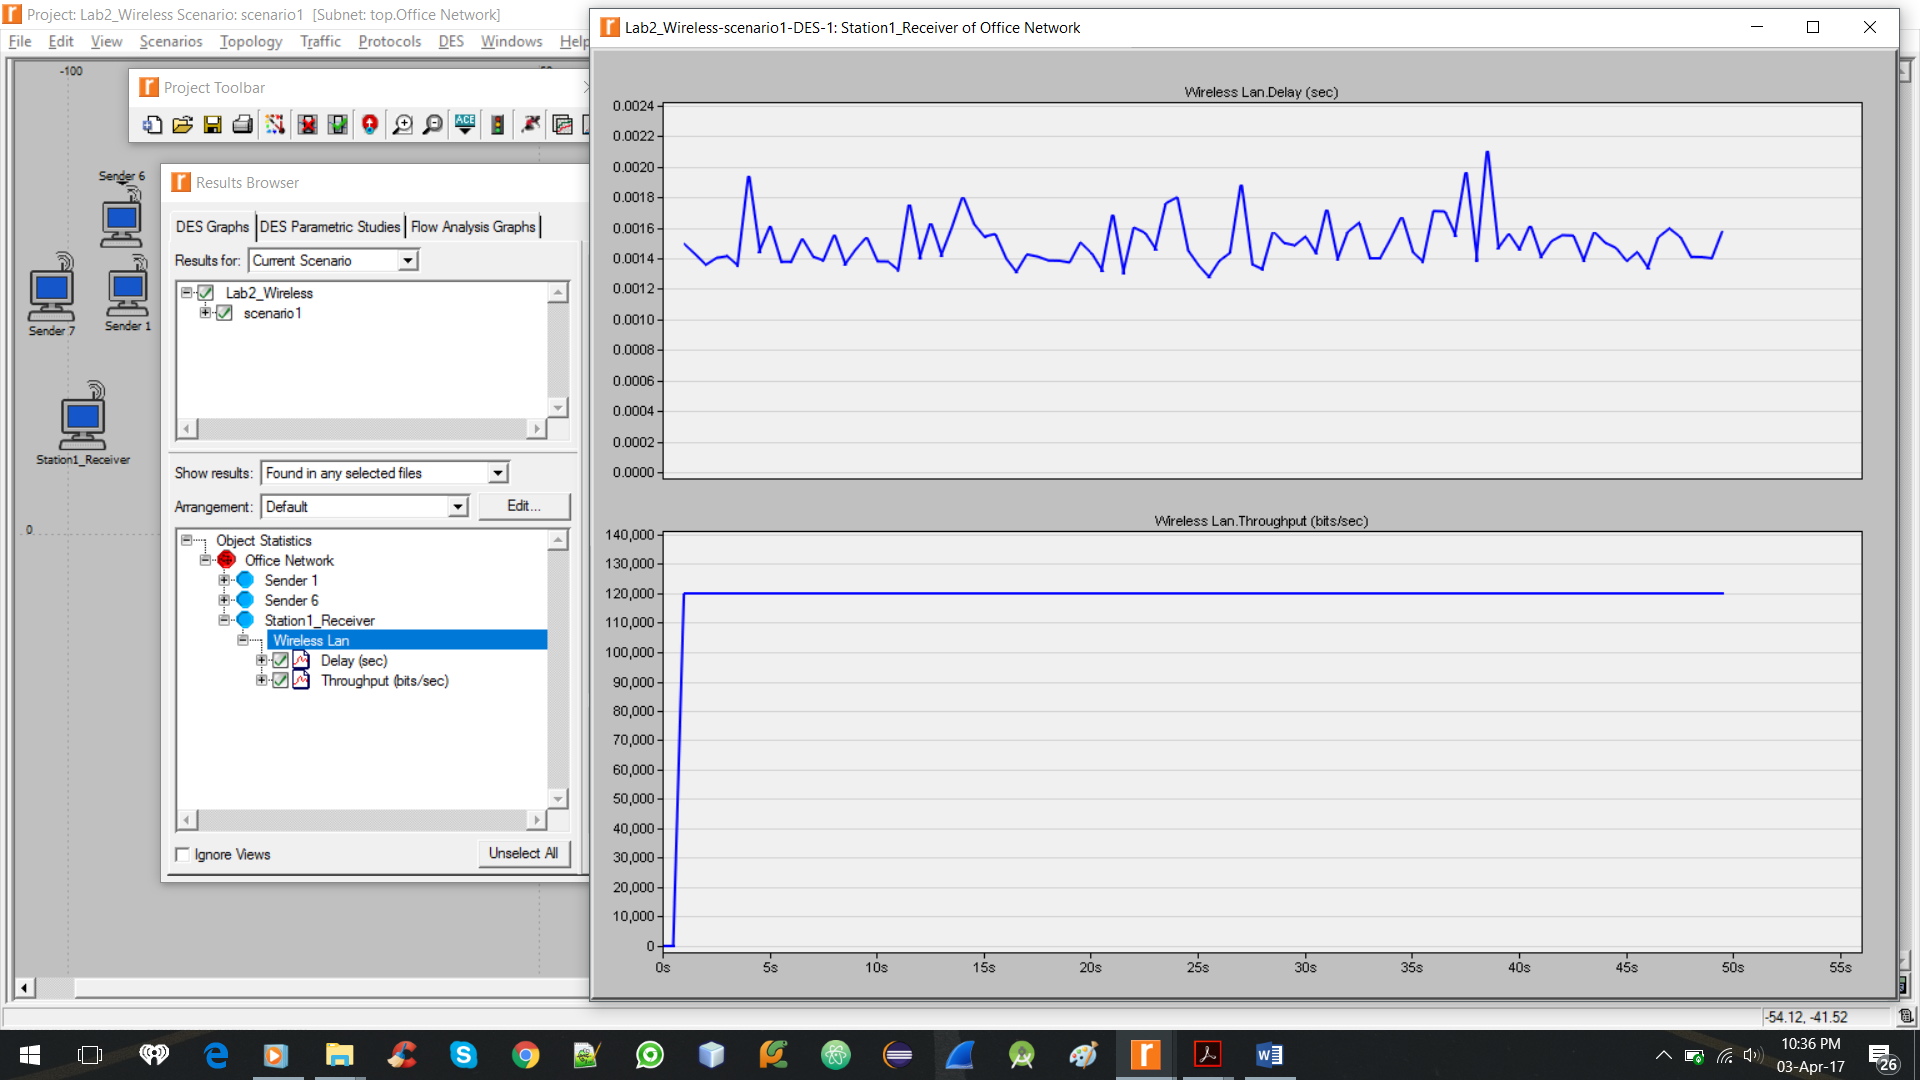 Project: Lab2_Wireless Scenario: scenario1 [Subnet: top.Office Network]
File Edit View Scenarios Topology Traffic Protocols DES Windows Help
-100
0
Project Toolbar
ACE
Sender 6
Sender 7
Sender 1
Station1_Receiver
Results Browser
DES Graphs DES Parametric Studies Flow Analysis Graphs
Results for: Current Scenario
Lab2_Wireless
scenario1
Show results: Found in any selected files
Arrangement: Default Edit...
Object Statistics
Office Network
Sender 1
Sender 6
Station1_Receiver
Wireless Lan
Delay (sec)
Throughput (bits/sec)
Ignore Views Unselect All
Lab2_Wireless-scenario1-DES-1: Station1_Receiver of Office Network
Wireless Lan.Delay (sec)
0.0024
0.0022
0.0020
0.0018
0.0016
0.0014
0.0012
0.0010
0.0008
0.0006
0.0004
0.0002
0.0000
Wireless Lan.Throughput (bits/sec)
140,000
130,000
120,000
110,000
100,000
90,000
80,000
70,000
60,000
50,000
40,000
30,000
20,000
10,000
0
0s 5s 10s 15s 20s 25s 30s 35s 40s 45s 50s 55s
-54.12, -41.52
10:36 PM
03-Apr-17
26